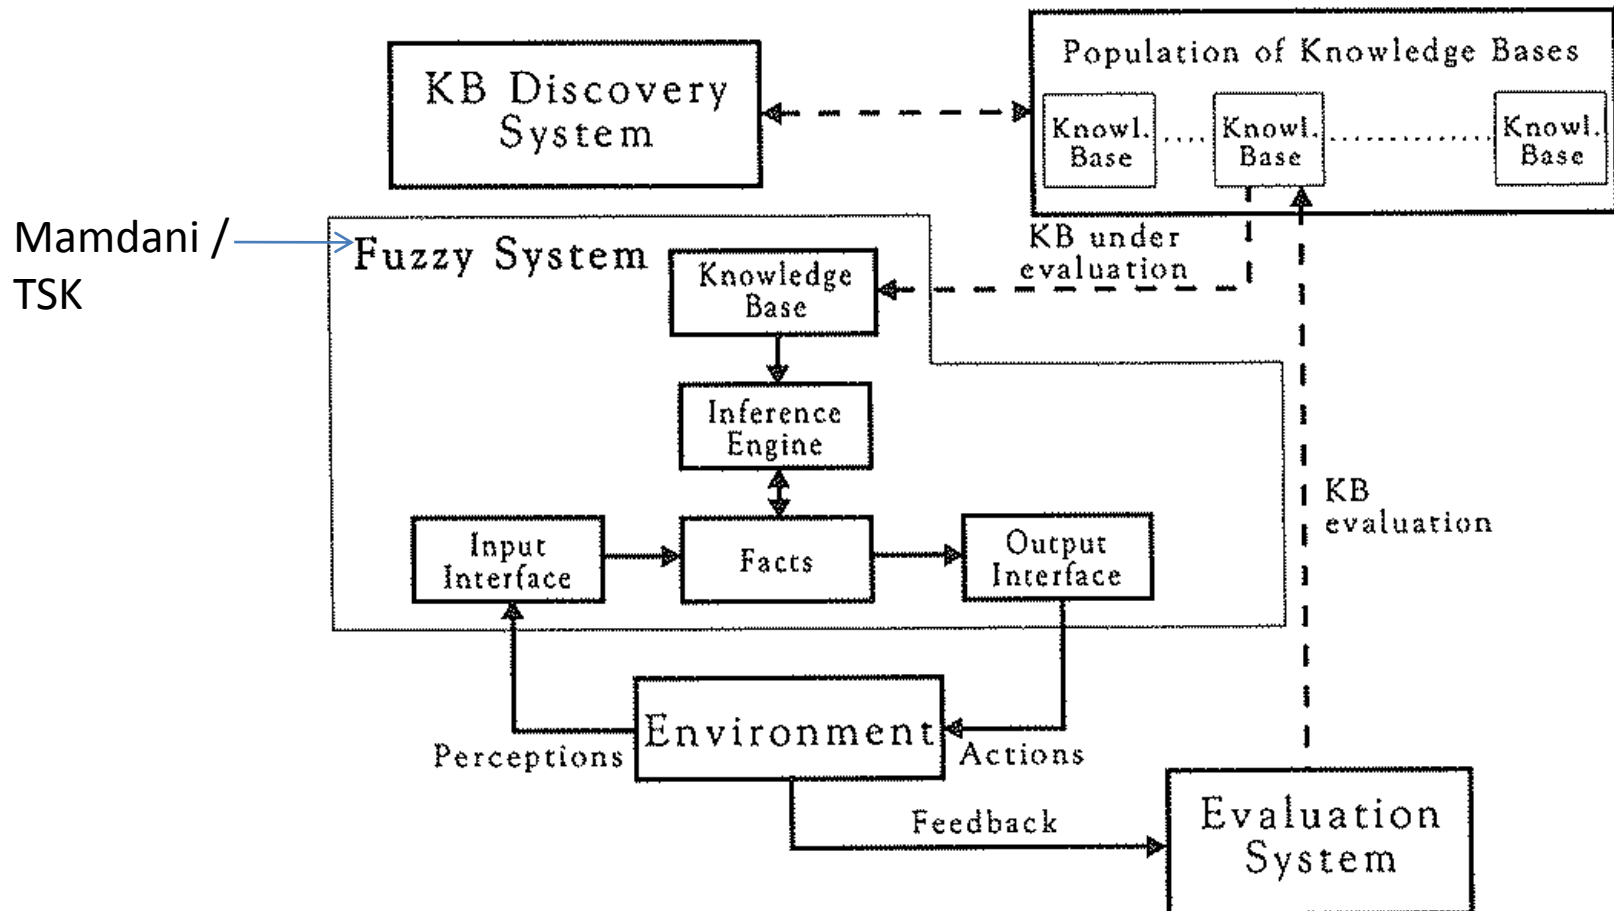 KB Discovery
System
Population of Knowledge Bases
Knowl.
Base
Knowl.
Base
Knowl.
Base
Mamdani /
TSK
Fuzzy System
KB under
evaluation
Knowledge
Base
Inference
Engine
KB
evaluation
Input
Interface
Facts
Output
Interface
Perceptions
Environment
Actions
Feedback
Evaluation
System